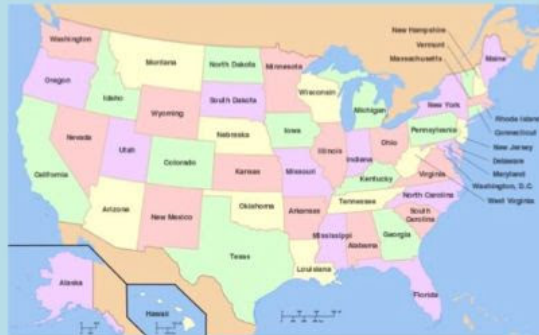 Washington
Montana
North Dakota
Minnesota
Oregon
Idaho
South Dakota
Wyoming
Wisconsin
Michigan
New Hampshire
Vermont
Massachusetts
Maine
New York
Rhode Island
Connecticut
New Jersey
Delaware
Maryland
Washington, D.C.
West Virginia
Nevada
Utah
Colorado
Nebraska
Iowa
Illinois
Indiana
Ohio
Pennsylvania
California
Kansas
Missouri
Kentucky
Virginia
Arizona
New Mexico
Oklahoma
Arkansas
Tennessee
North Carolina
South
Carolina
Texas
Louisiana
Mississippi
Alabama
Georgia
Florida
Alaska
Hawaii